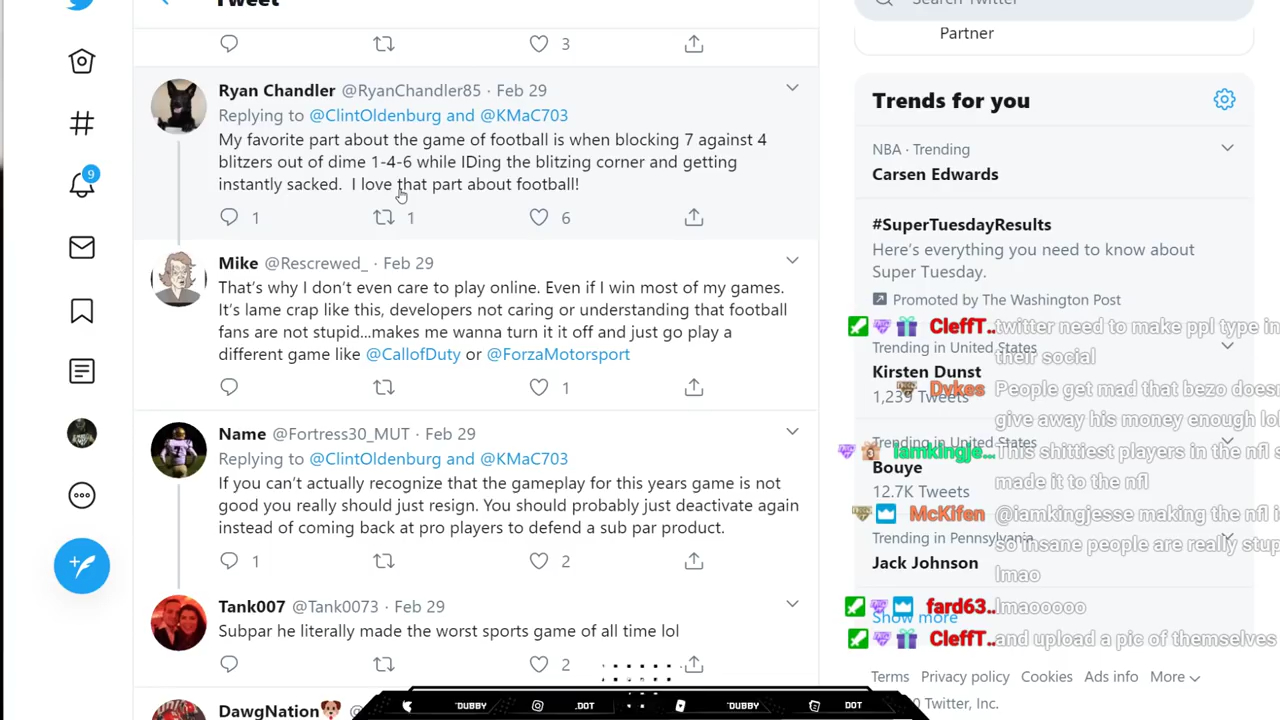 Tweet
Search Twitter
Partner
3
Ryan Chandler @RyanChandler85 · Feb 29
Replying to @ClintOldenburg and @KMaC703
My favorite part about the game of football is when blocking 7 against 4
blitzers out of dime 1-4-6 while IDing the blitzing corner and getting
instantly sacked.  I love that part about football!
1 1 6
Mike @Rescrewed_ · Feb 29
That's why I don't even care to play online. Even if I win most of my games.
It's lame crap like this, developers not caring or understanding that football
fans are not stupid...makes me wanna turn it it off and just go play a
different game like @CallofDuty or @ForzaMotorsport
1
Name @Fortress30_MUT · Feb 29
Replying to @ClintOldenburg and @KMaC703
If you can't actually recognize that the gameplay for this years game is not
good you really should just resign. You should probably just deactivate again
instead of coming back at pro players to defend a sub par product.
1 2
Tank007 @Tank0073 · Feb 29
Subpar he literally made the worst sports game of all time lol
2
DawgNation
9
Trends for you
NBA · Trending
Carsen Edwards
#SuperTuesdayResults
Here's everything you need to know about
Super Tuesday.
Promoted by The Washington Post
Trending in United States
Kirsten Dunst
1,239 Tweets
Trending in United States
Bouye
12.7K Tweets
Trending in Pennsylvania
Jack Johnson
Show more
Terms Privacy policy Cookies Ads info More
© 2020 Twitter, Inc.
CleffT.. twitter need to make ppl type in
their social
Dykes People get mad that bezo doesn
give away his money enough lol
iamkingje... This shittiest players in the nfl s
made it to the nfl
McKifen @iamkingjesse making the nfl i
so insane people are really stup
lmao
fard63.. lmaooooo
CleffT.. and upload a pic of themselves
"DUBBY .DOT "DUBBY DOT